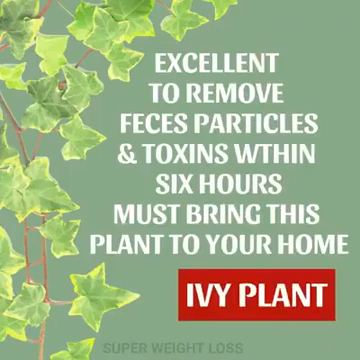 EXCELLENT
TO REMOVE
FECES PARTICLES
& TOXINS WTHIN
SIX HOURS
MUST BRING THIS
PLANT TO YOUR HOME
IVY PLANT
SUPER WEIGHT LOSS